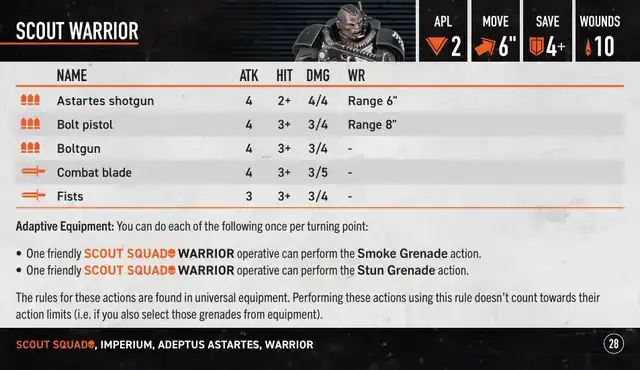 SCOUT WARRIOR
APL 2
MOVE 6"
SAVE 4+
WOUNDS 10
NAME ATK HIT DMG WR
Astartes shotgun 4 2+ 4/4 Range 6"
Bolt pistol 4 3+ 3/4 Range 8"
Boltgun 4 3+ 3/4 -
Combat blade 4 3+ 3/5 -
Fists 3 3+ 3/4 -
Adaptive Equipment: You can do each of the following once per turning point:
• One friendly SCOUT SQUAD WARRIOR operative can perform the Smoke Grenade action.
• One friendly SCOUT SQUAD WARRIOR operative can perform the Stun Grenade action.
The rules for these actions are found in universal equipment. Performing these actions using this rule doesn't count towards their
action limits (i.e. if you also select those grenades from equipment).
SCOUT SQUAD, IMPERIUM, ADEPTUS ASTARTES, WARRIOR
28